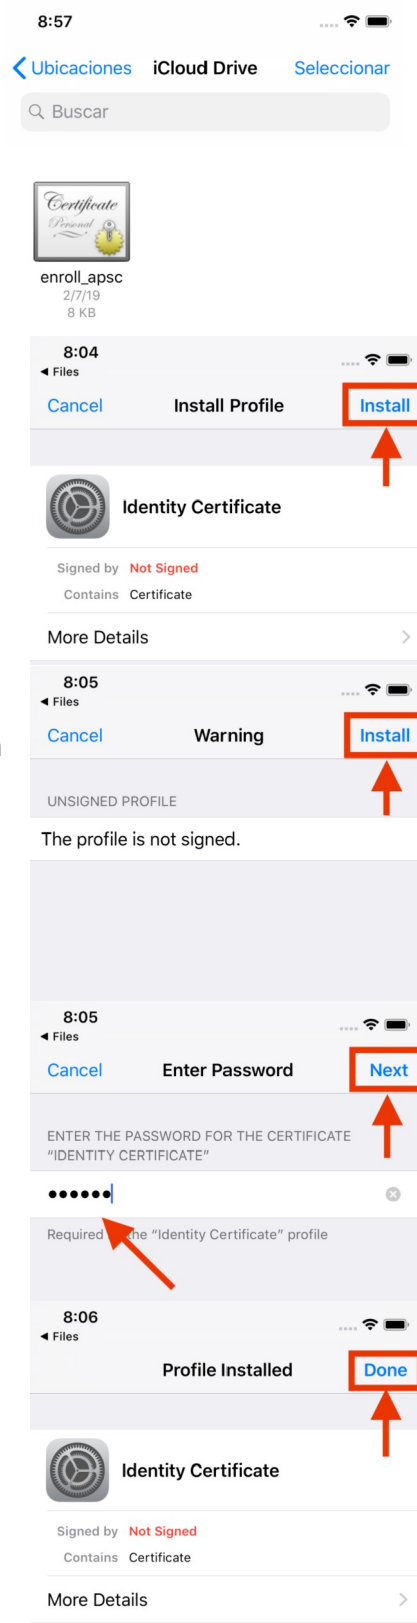 8:57
Ubicaciones iCloud Drive Seleccionar
Buscar
Certificate
Personal
enroll_apsc
2/7/19
8 KB
8:04
Files
Cancel Install Profile Install
Identity Certificate
Signed by Not Signed
Contains Certificate
More Details
8:05
Files
Cancel Warning Install
UNSIGNED PROFILE
The profile is not signed.
8:05
Files
Cancel Enter Password Next
ENTER THE PASSWORD FOR THE CERTIFICATE
“IDENTITY CERTIFICATE”
Required the “Identity Certificate” profile
8:06
Files
Profile Installed Done
Identity Certificate
Signed by Not Signed
Contains Certificate
More Details